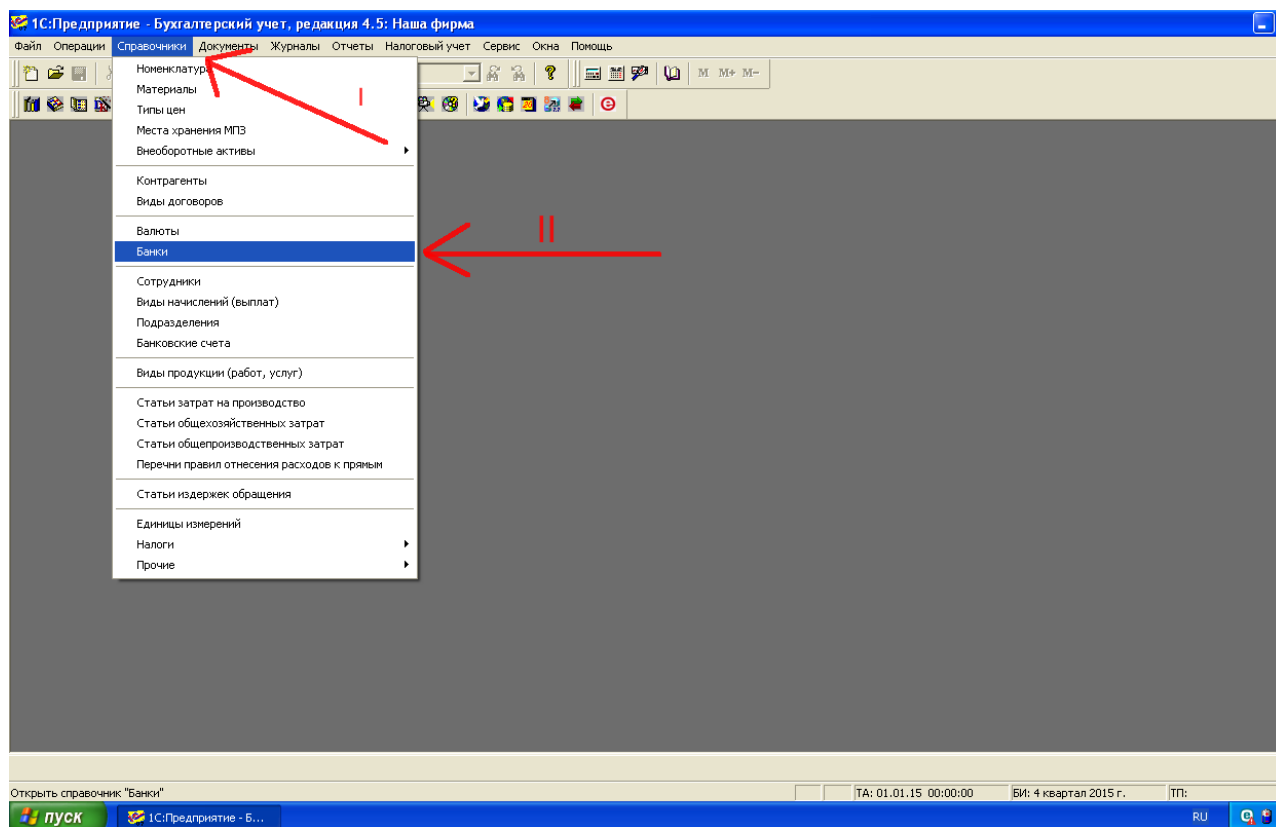 1С:Предприятие - Бухгалтерский учет, редакция 4.5: Наша фирма
Файл Операции Справочники Документы Журналы Отчеты Налоговый учет Сервис Окна Помощь
M M+ M-
Номенклатура
Материалы
I
Типы цен
Места хранения МПЗ
Внеоборотные активы
Контрагенты
Виды договоров
Валюты
II
Банки
Сотрудники
Виды начислений (выплат)
Подразделения
Банковские счета
Виды продукции (работ, услуг)
Статьи затрат на производство
Статьи общехозяйственных затрат
Статьи общепроизводственных затрат
Перечни правил отнесения расходов к прямым
Статьи издержек обращения
Единицы измерений
Налоги
Прочие
Открыть справочник "Банки" ТА: 01.01.15 00:00:00 БИ: 4 квартал 2015 г. ТП:
пуск 1С:Предприятие - Б... RU